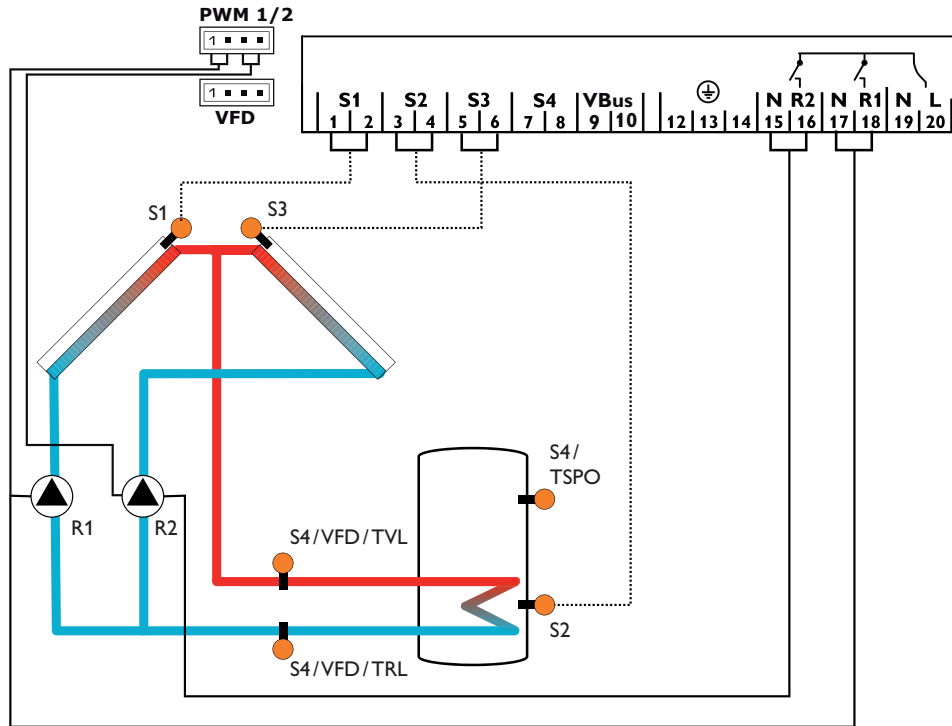 PWM 1/2
1
1
VFD
S1 S2 S3 S4 VBus N R2 N R1 N L
1 2 3 4 5 6 7 8 9 10 12 13 14 15 16 17 18 19 20
S1 S3
S4/
TSPO
R1 R2
S4/VFD/TVL
S2
S4/VFD/TRL